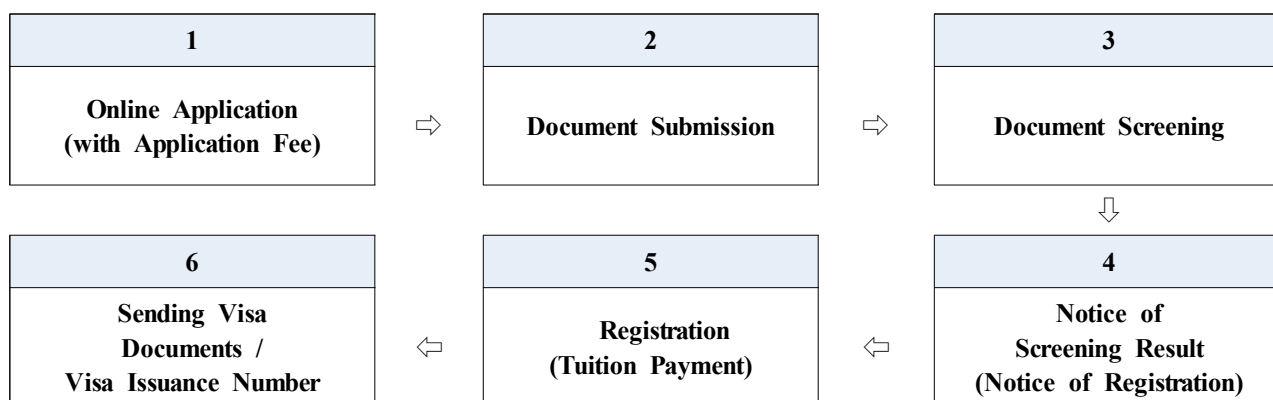 1
Online Application
(with Application Fee)
2
Document Submission
3
Document Screening
4
Notice of
Screening Result
(Notice of Registration)
5
Registration
(Tuition Payment)
6
Sending Visa
Documents /
Visa Issuance Number